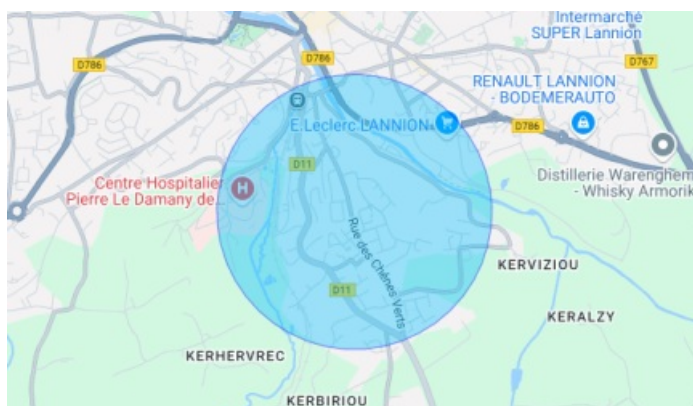 Intermarché
SUPER Lannion
D786
D786
D767
RENAULT LANNION
- BODEMERAUTO
E.Leclerc LANNION
D786
D11
Distillerie Warenghem
- Whisky Armorik
Centre Hospitalier
Pierre Le Damany de...
H
Rue des Chênes Verts
KERVIZIOU
D11
KERALZY
KERHERVREC
KERBIRIOU